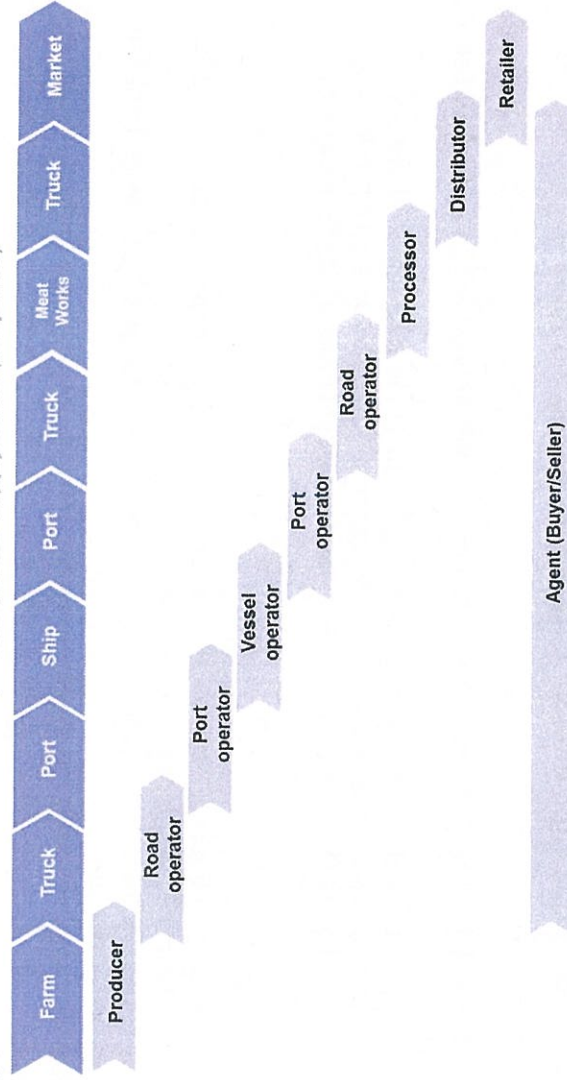 Farm
Truck
Port
Ship
Port
Truck
Meat
Works
Truck
Market
Producer
Road
operator
Port
operator
Vessel
operator
Port
operator
Road
operator
Processor
Distributor
Retailer
Agent (Buyer/Seller)